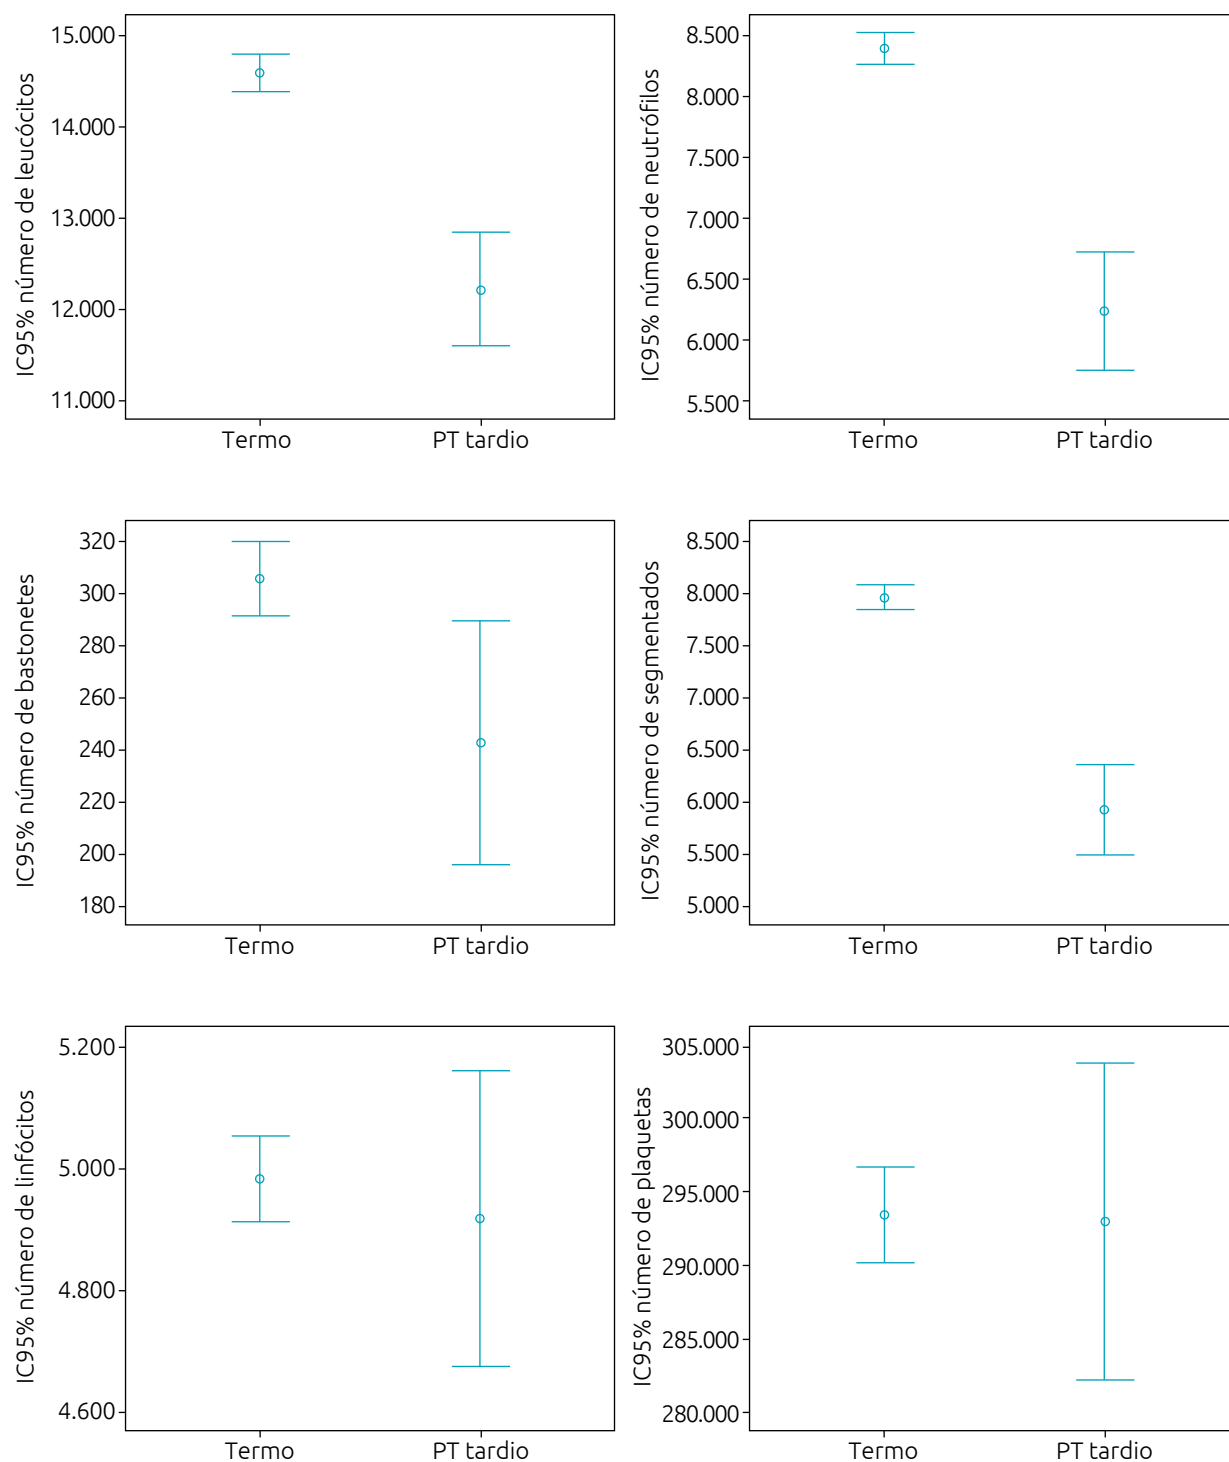 IC95% número de leucócitos
15.000
14.000
13.000
12.000
11.000
Termo
PT tardio
IC95% número de neutrófilos
8.500
8.000
7.500
7.000
6.500
6.000
5.500
Termo
PT tardio
IC95% número de bastonetes
320
300
280
260
240
220
200
180
Termo
PT tardio
IC95% número de segmentados
8.500
8.000
7.500
7.000
6.500
6.000
5.500
5.000
Termo
PT tardio
IC95% número de linfócitos
5.200
5.000
4.800
4.600
Termo
PT tardio
IC95% número de plaquetas
305.000
300.000
295.000
290.000
285.000
280.000
Termo
PT tardio